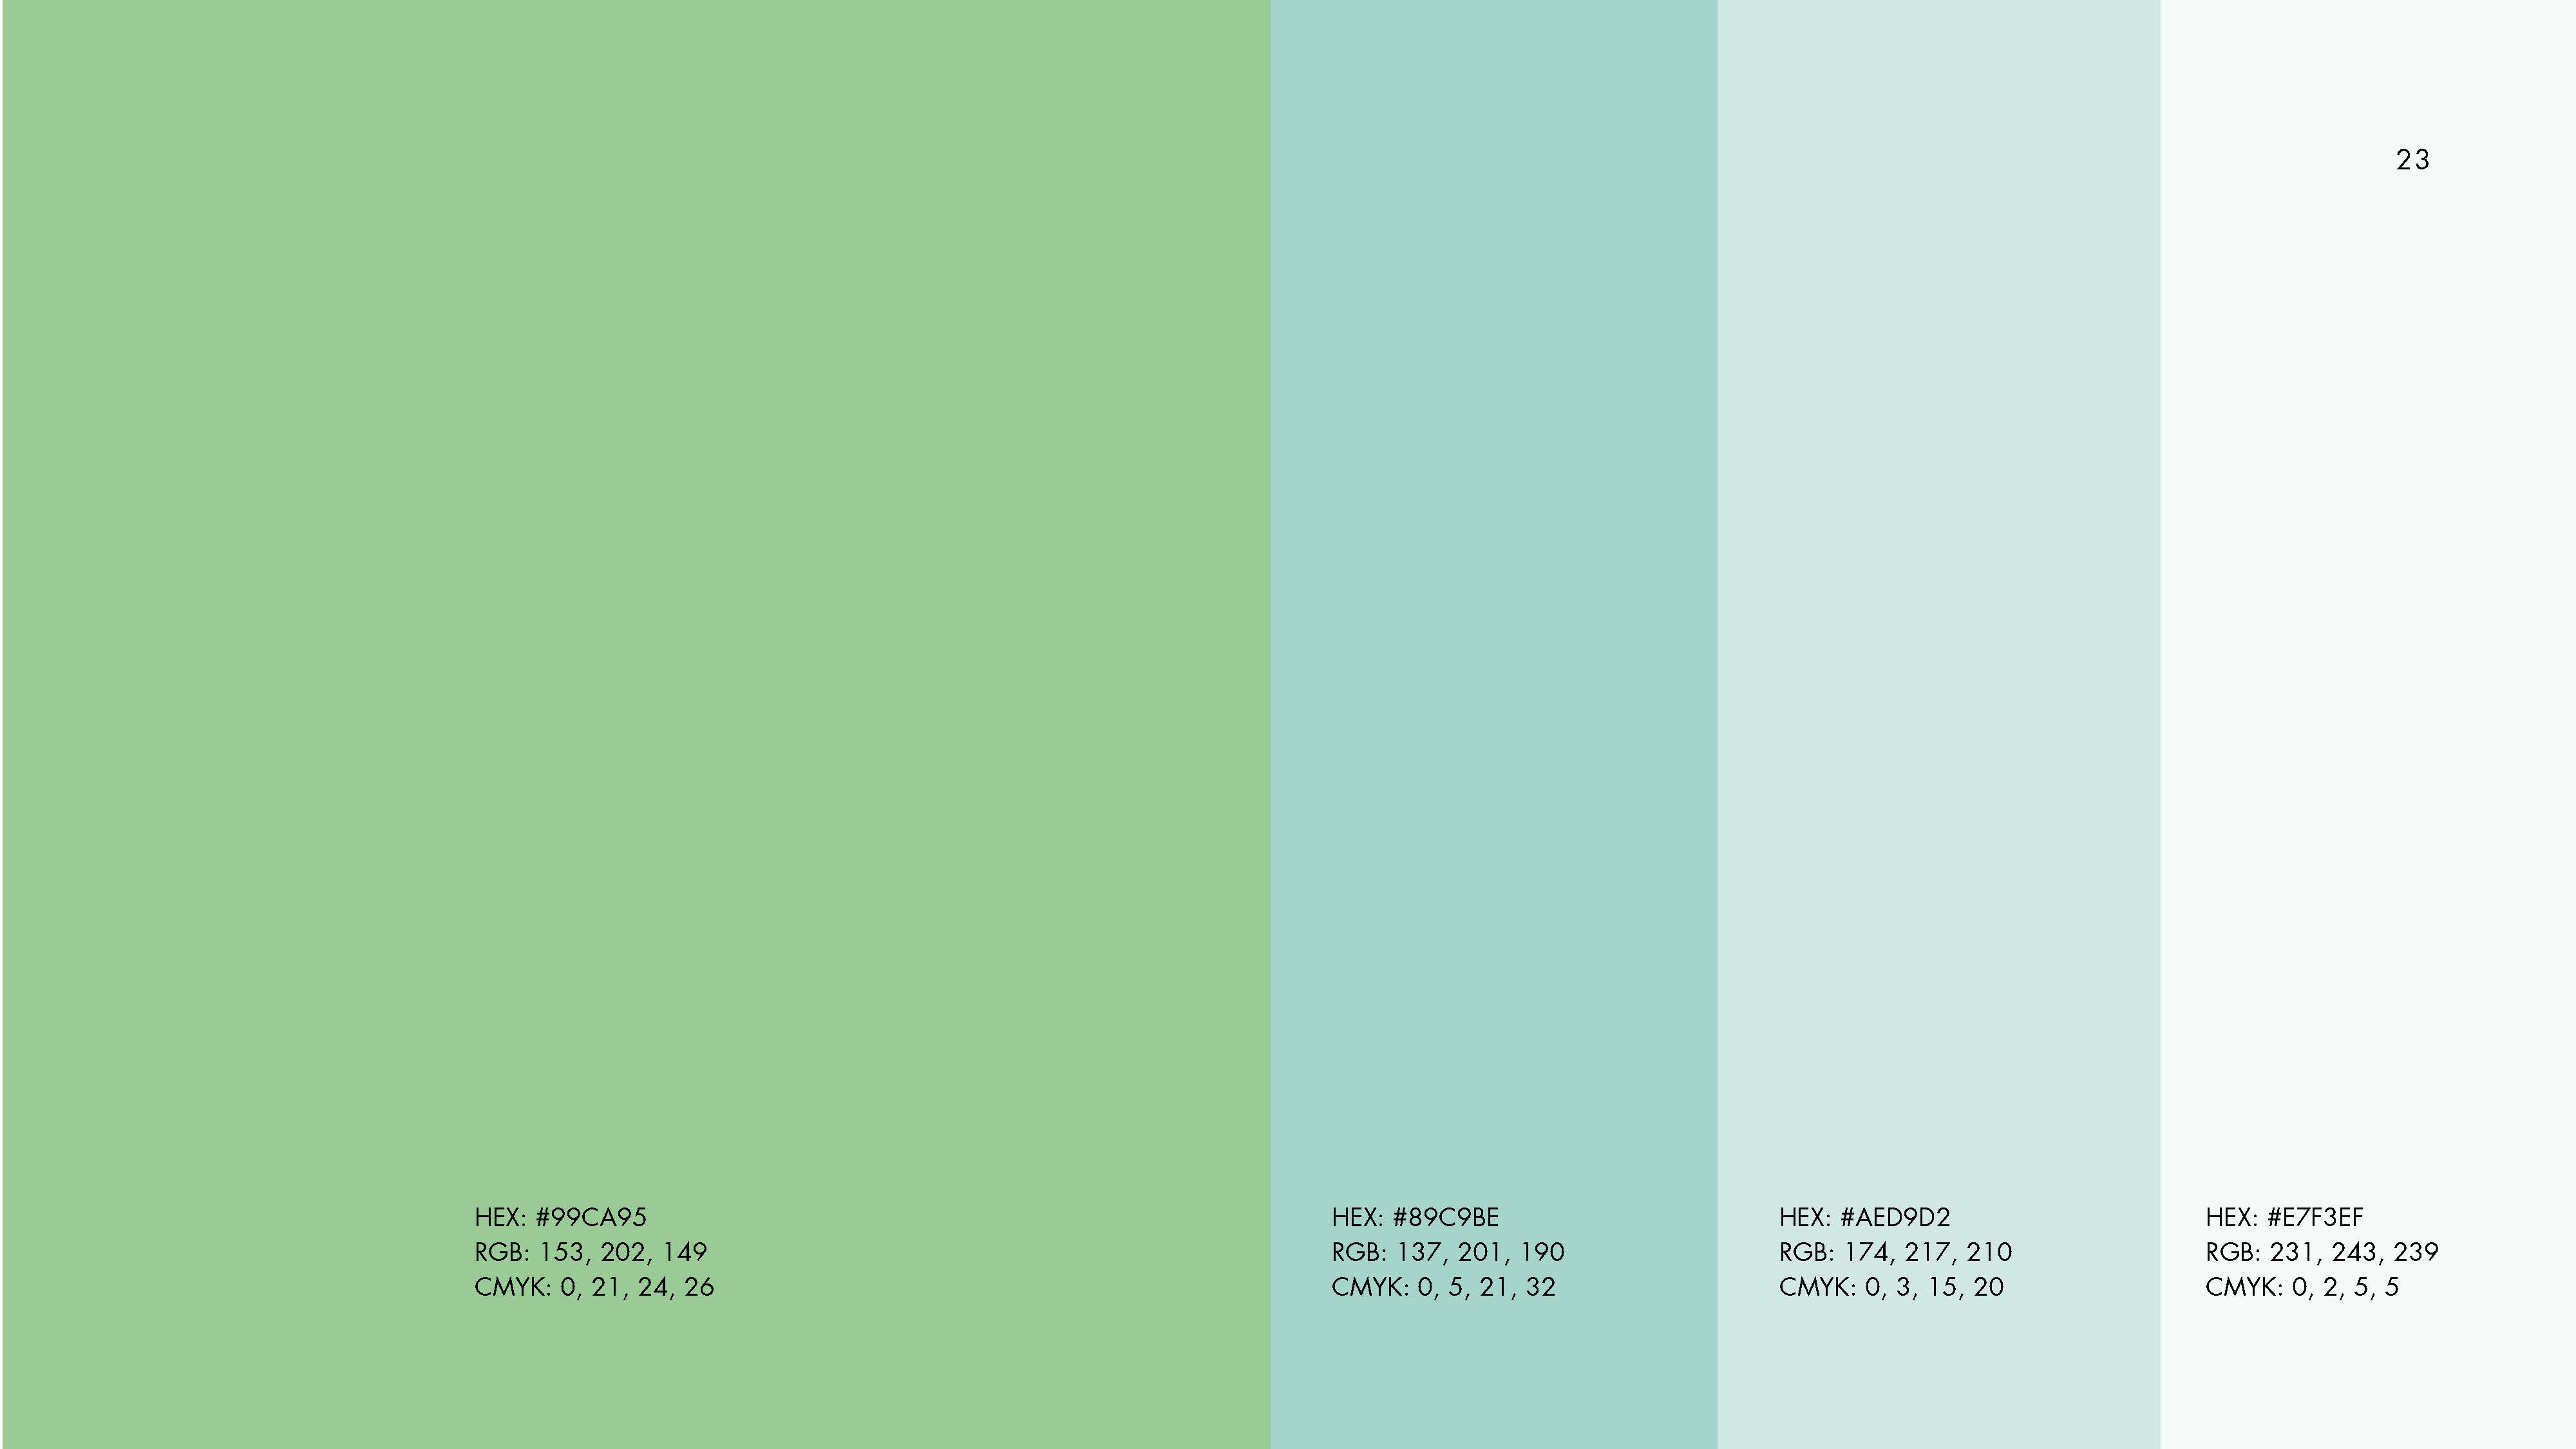 23
HEX: #99CA95
RGB: 153, 202, 149
CMYK: 0, 21, 24, 26
HEX: #89C9BE
RGB: 137, 201, 190
CMYK: 0, 5, 21, 32
HEX: #AED9D2
RGB: 174, 217, 210
CMYK: 0, 3, 15, 20
HEX: #E7F3EF
RGB: 231, 243, 239
CMYK: 0, 2, 5, 5